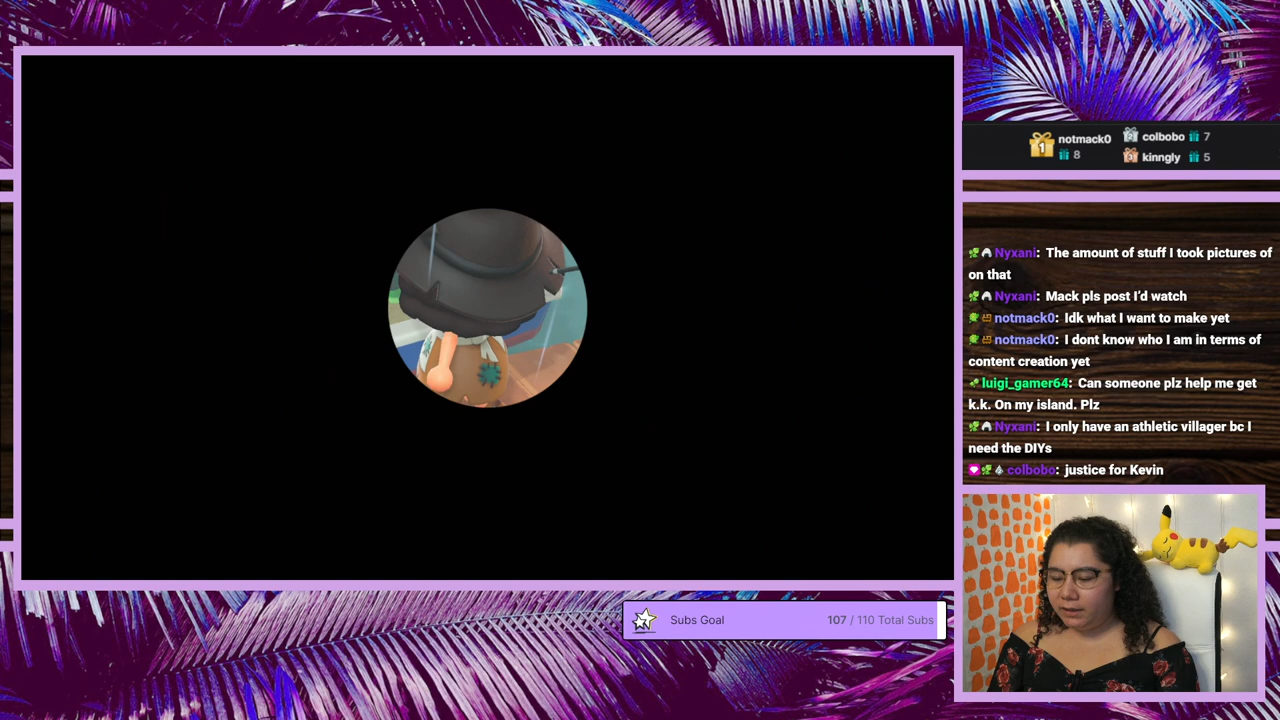 notmack0
8
colbobo 7
kinngly 5
Nyxani: The amount of stuff I took pictures of
on that
Nyxani: Mack pls post I'd watch
notmack0: Idk what I want to make yet
notmack0: I dont know who I am in terms of
content creation yet
luigi_gamer64: Can someone plz help me get
k.k. On my island. Plz
Nyxani: I only have an athletic villager bc I
need the DIYs
colbobo: justice for Kevin
Subs Goal 107 / 110 Total Subs